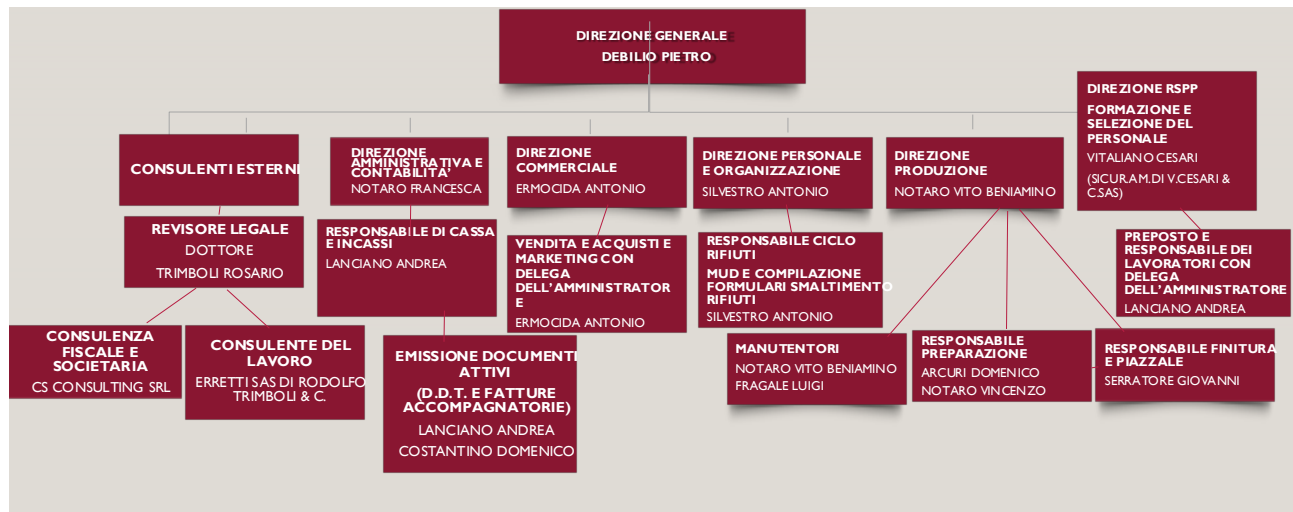 DIREZIONE GENERALE
DEBILIO PIETRO
CONSULENTI ESTERNI
DIREZIONE
AMMINISTRATIVA E
CONTABILITA'
NOTARO FRANCESCA
DIREZIONE
COMMERCIALE
ERMOCIDA ANTONIO
DIREZIONE PERSONALE
E ORGANIZZAZIONE
SILVESTRO ANTONIO
DIREZIONE
PRODUZIONE
NOTARO VITO BENIAMINO
DIREZIONE RSPP
FORMAZIONE E
SELEZIONE DEL
PERSONALE
VITALIANO CESARI
(SICUR.AM.DI V.CESARI &
C.SAS)
REVISORE LEGALE
DOTTORE
TRIMBOLI ROSARIO
RESPONSABILE DI CASSA
E INCASSI
LANCIANO ANDREA
VENDITA E ACQUISTI E
MARKETING CON
DELEGA
DELL'AMMINISTRATOR
E
ERMOCIDA ANTONIO
RESPONSABILE CICLO
RIFIUTI
MUD E COMPILAZIONE
FORMULARI SMALTIMENTO
RIFIUTI
SILVESTRO ANTONIO
PREPOSTO E
RESPONSABILE DEI
LAVORATORI CON
DELEGA
DELL'AMMINISTRATORE
LANCIANO ANDREA
CONSULENZA
FISCALE E
SOCIETARIA
CS CONSULTING SRL
CONSULENTE DEL
LAVORO
ERRETTI SAS DI RODOLFO
TRIMBOLI & C.
EMISSIONE DOCUMENTI
ATTIVI
(D.D.T. E FATTURE
ACCOMPAGNATORIE)
LANCIANO ANDREA
COSTANTINO DOMENICO
MANUTENTORI
NOTARO VITO BENIAMINO
FRAGALE LUIGI
RESPONSABILE
PREPARAZIONE
ARCURI DOMENICO
NOTARO VINCENZO
RESPONSABILE FINITURA
E PIAZZALE
SERRATORE GIOVANNI